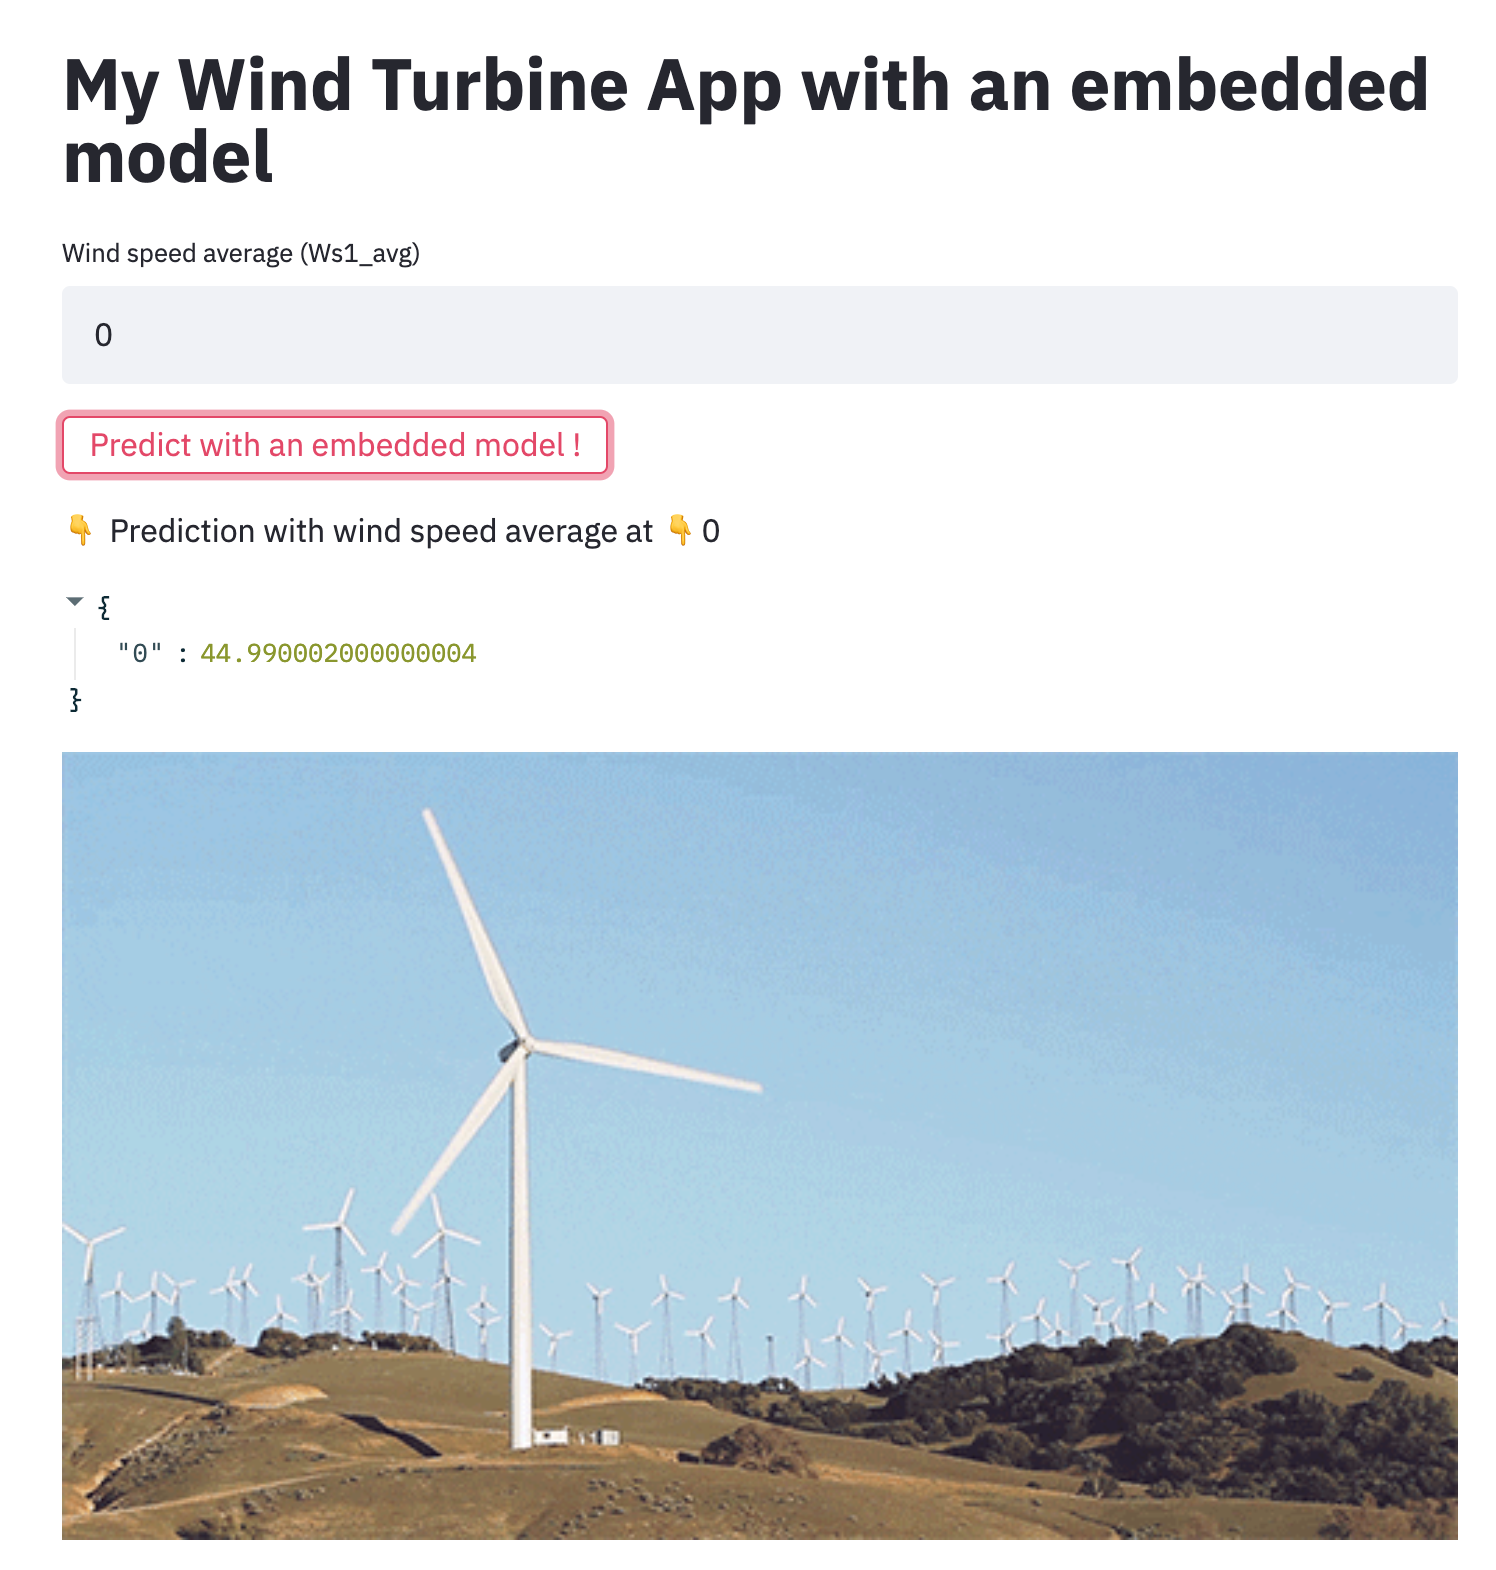 My Wind Turbine App with an embedded
model
Wind speed average (Ws1_avg)
0
Predict with an embedded model !
👇 Prediction with wind speed average at 👇 0
{
"0" : 44.990002000000004
}